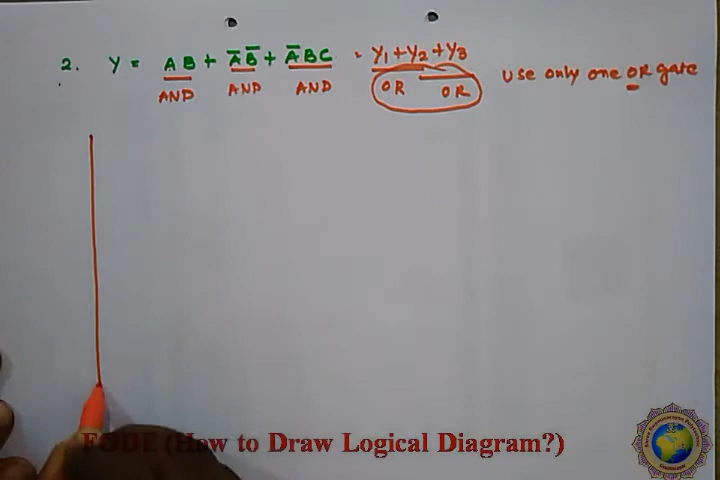 2. Y = AB + A̅B̅ + A̅BC = Y1 + Y2 + Y3
AND AND AND OR OR Use only one OR gate
FODE (How to Draw Logical Diagram?)